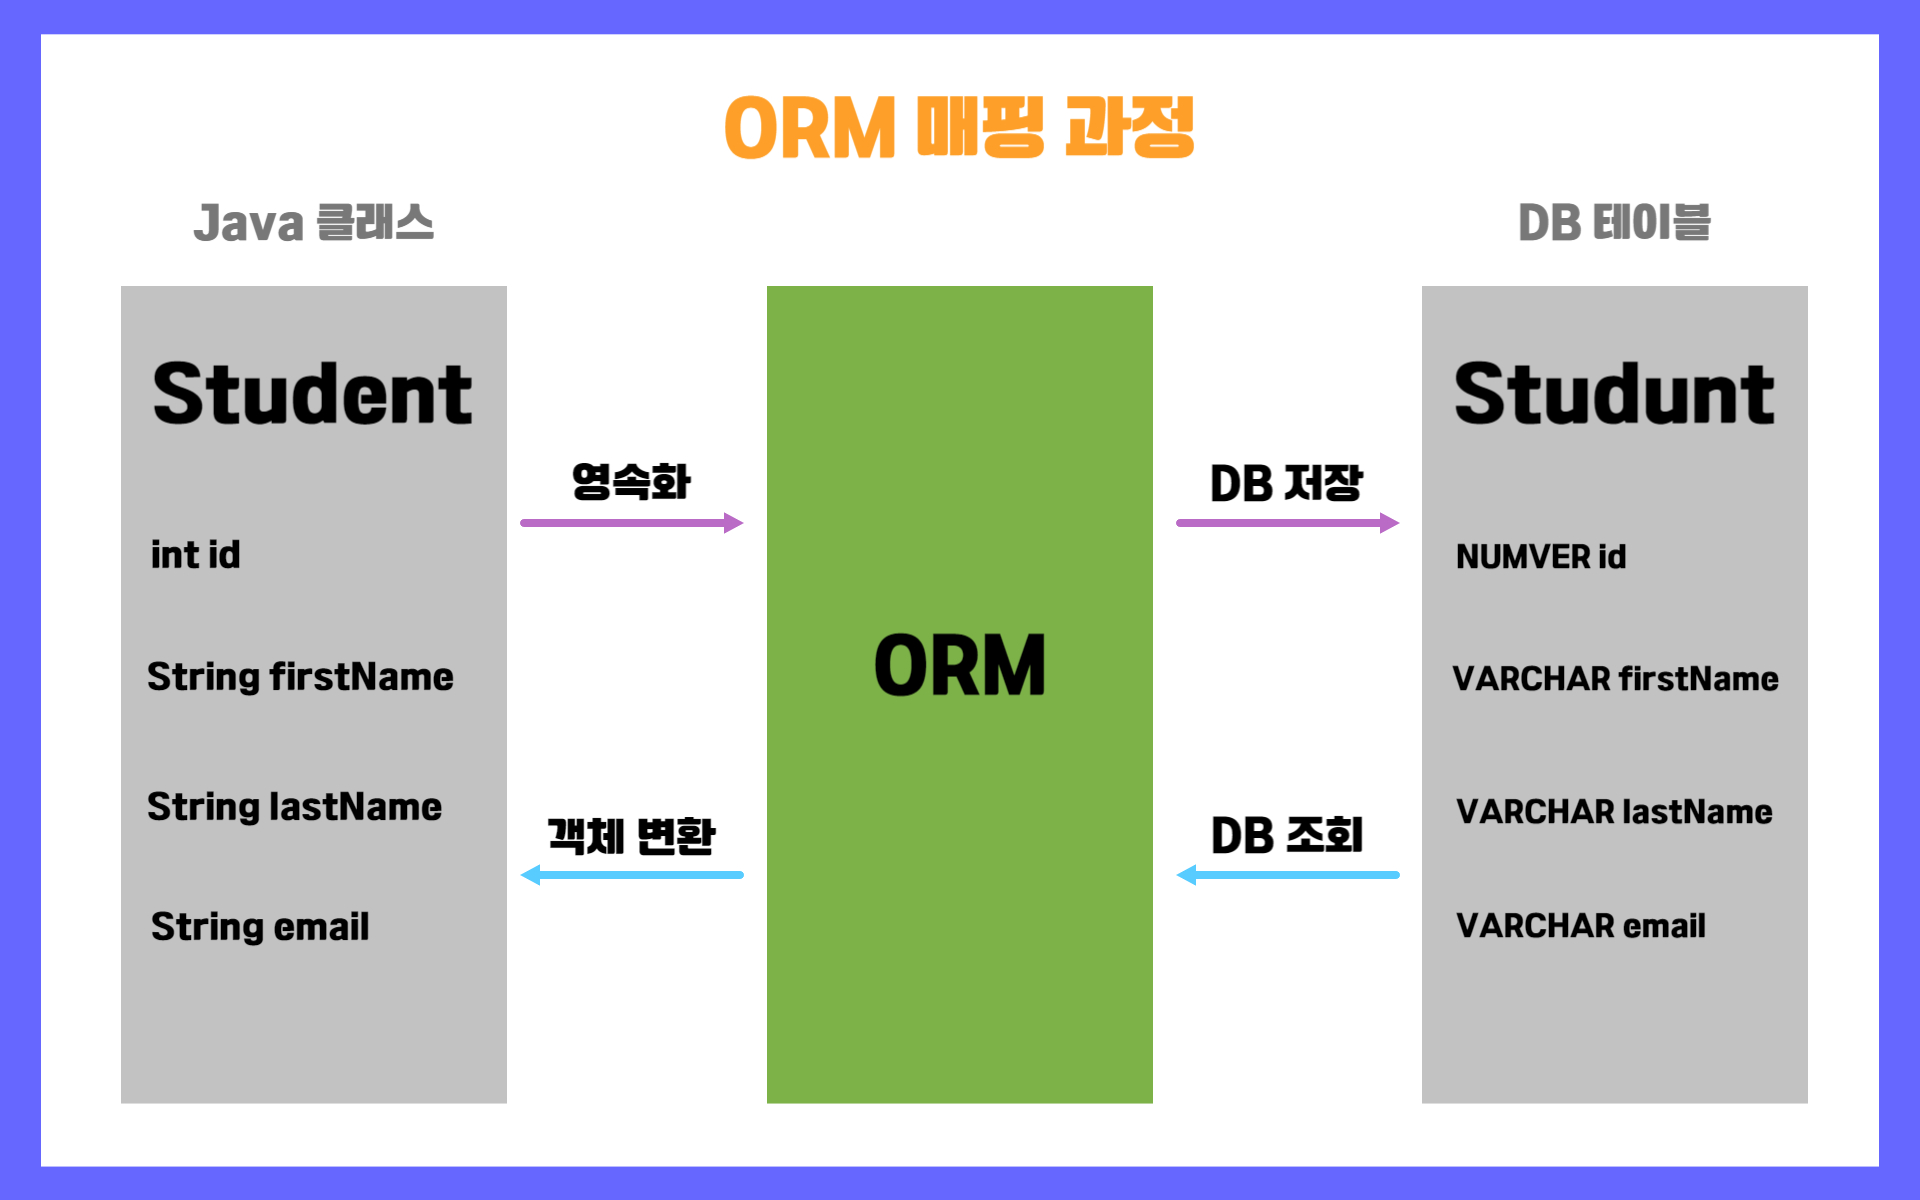 ORM 매핑 과정
Java 클래스
Student
int id
String firstName
String lastName
String email
영속화
객체 변환
ORM
DB 저장
DB 조회
DB 테이블
Studunt
NUMVER id
VARCHAR firstName
VARCHAR lastName
VARCHAR email